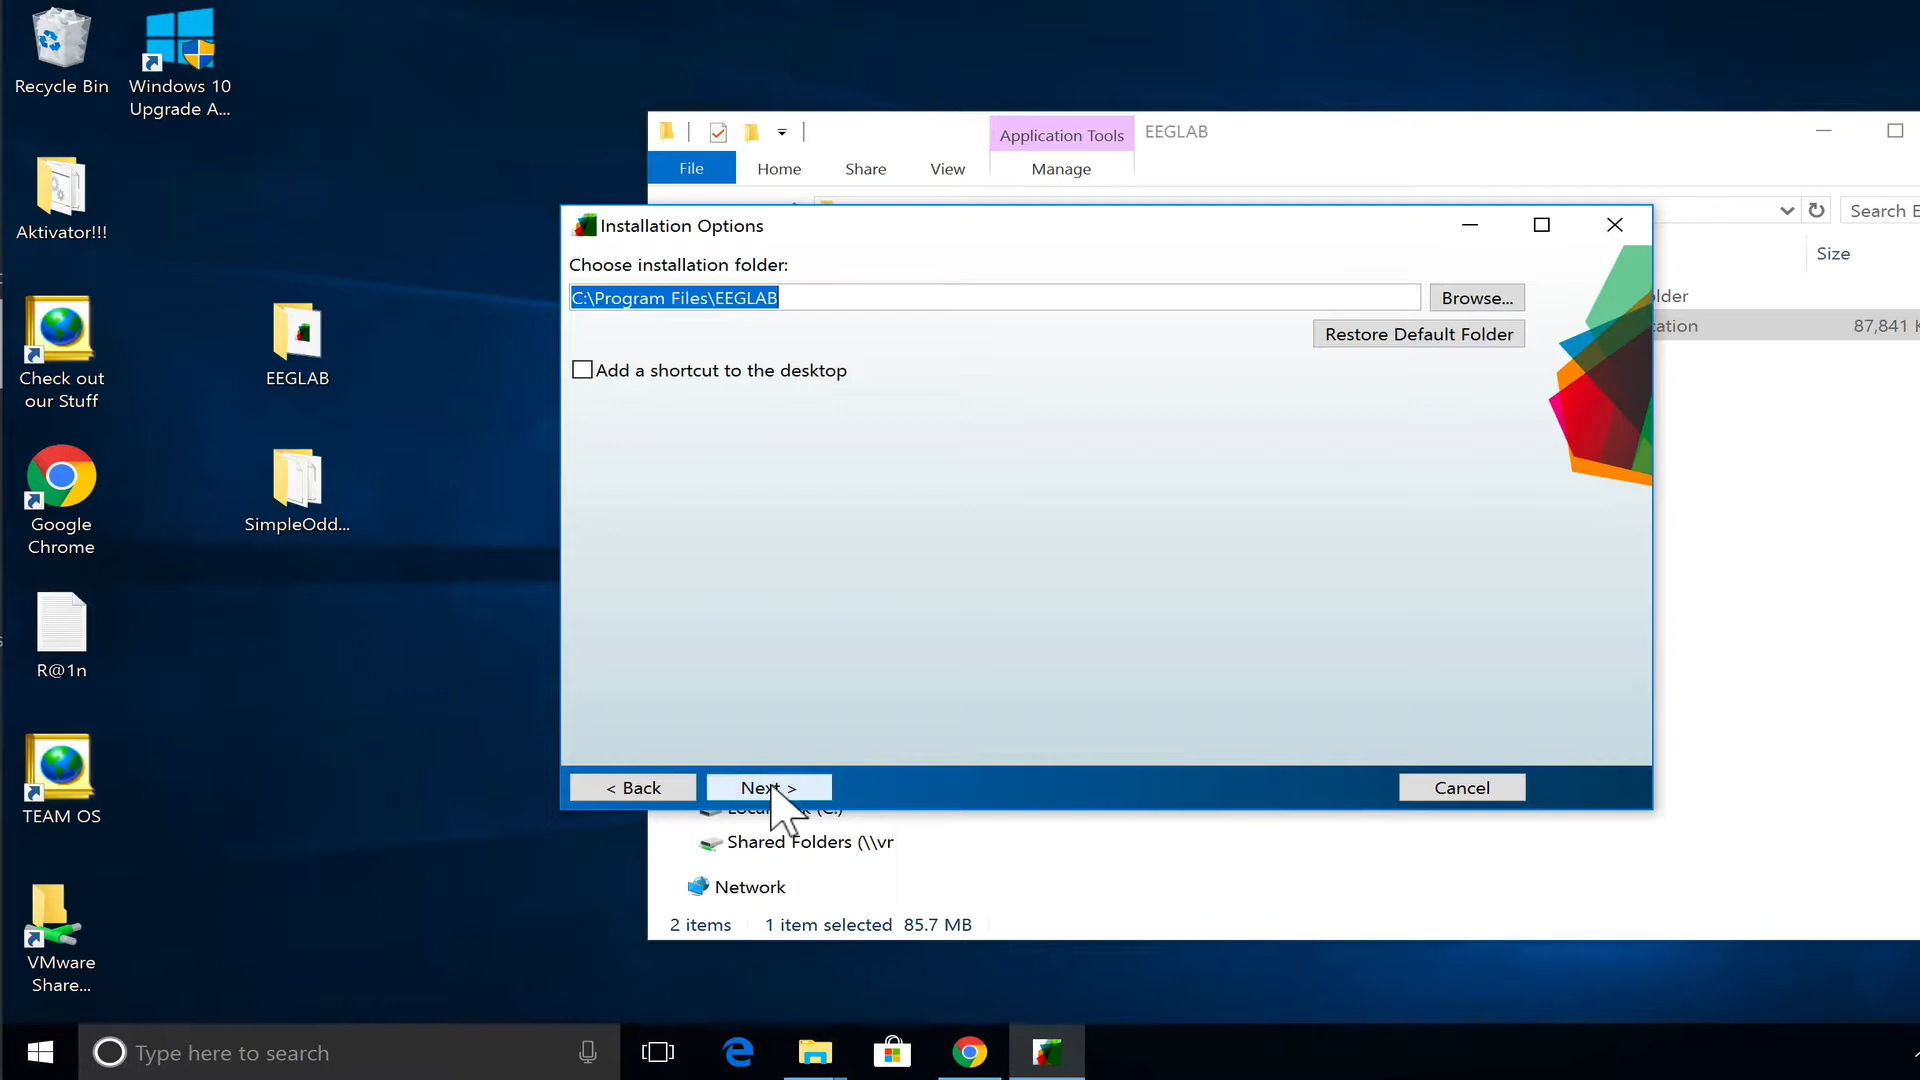 Recycle Bin
Windows 10
Upgrade A...
Aktivator!!!
Check out
our Stuff
EEGLAB
Google
Chrome
SimpleOdd...
R@1n
TEAM OS
VMware
Share...
Application Tools
EEGLAB
File
Home
Share
View
Manage
Search E
Size
87,841 K
Installation Options
Choose installation folder:
C:\Program Files\EEGLAB
Browse...
Restore Default Folder
Add a shortcut to the desktop
< Back
Next >
Cancel
Shared Folders (\\vr
Network
2 items
1 item selected 85.7 MB
Type here to search